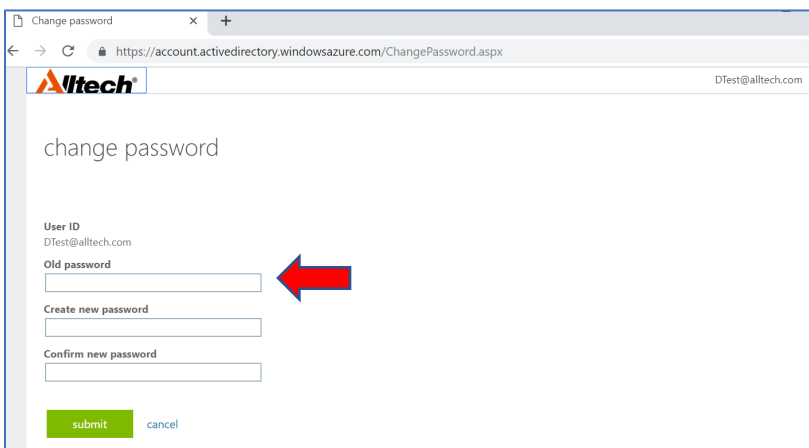 Change password
https://account.activedirectory.windowsazure.com/ChangePassword.aspx
Alltech®
DTest@alltech.com
change password
User ID
DTest@alltech.com
Old password
Create new password
Confirm new password
submit cancel